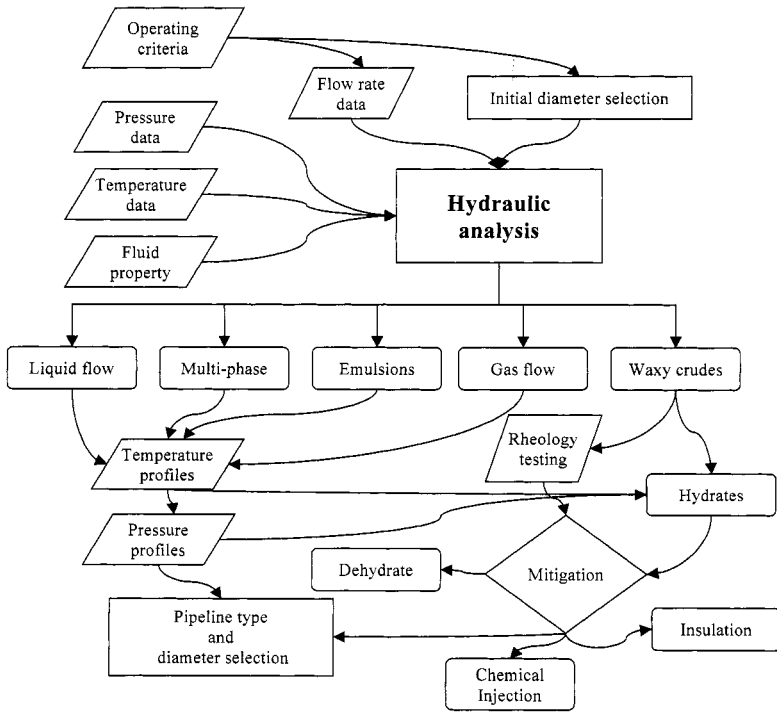 Operating
criteria
Flow rate
data
Initial diameter selection
Pressure
data
Temperature
data
Fluid
property
Hydraulic
analysis
Liquid flow
Multi-phase
Emulsions
Gas flow
Waxy crudes
Temperature
profiles
Rheology
testing
Hydrates
Pressure
profiles
Dehydrate
Mitigation
Pipeline type
and
diameter selection
Insulation
Chemical
Injection